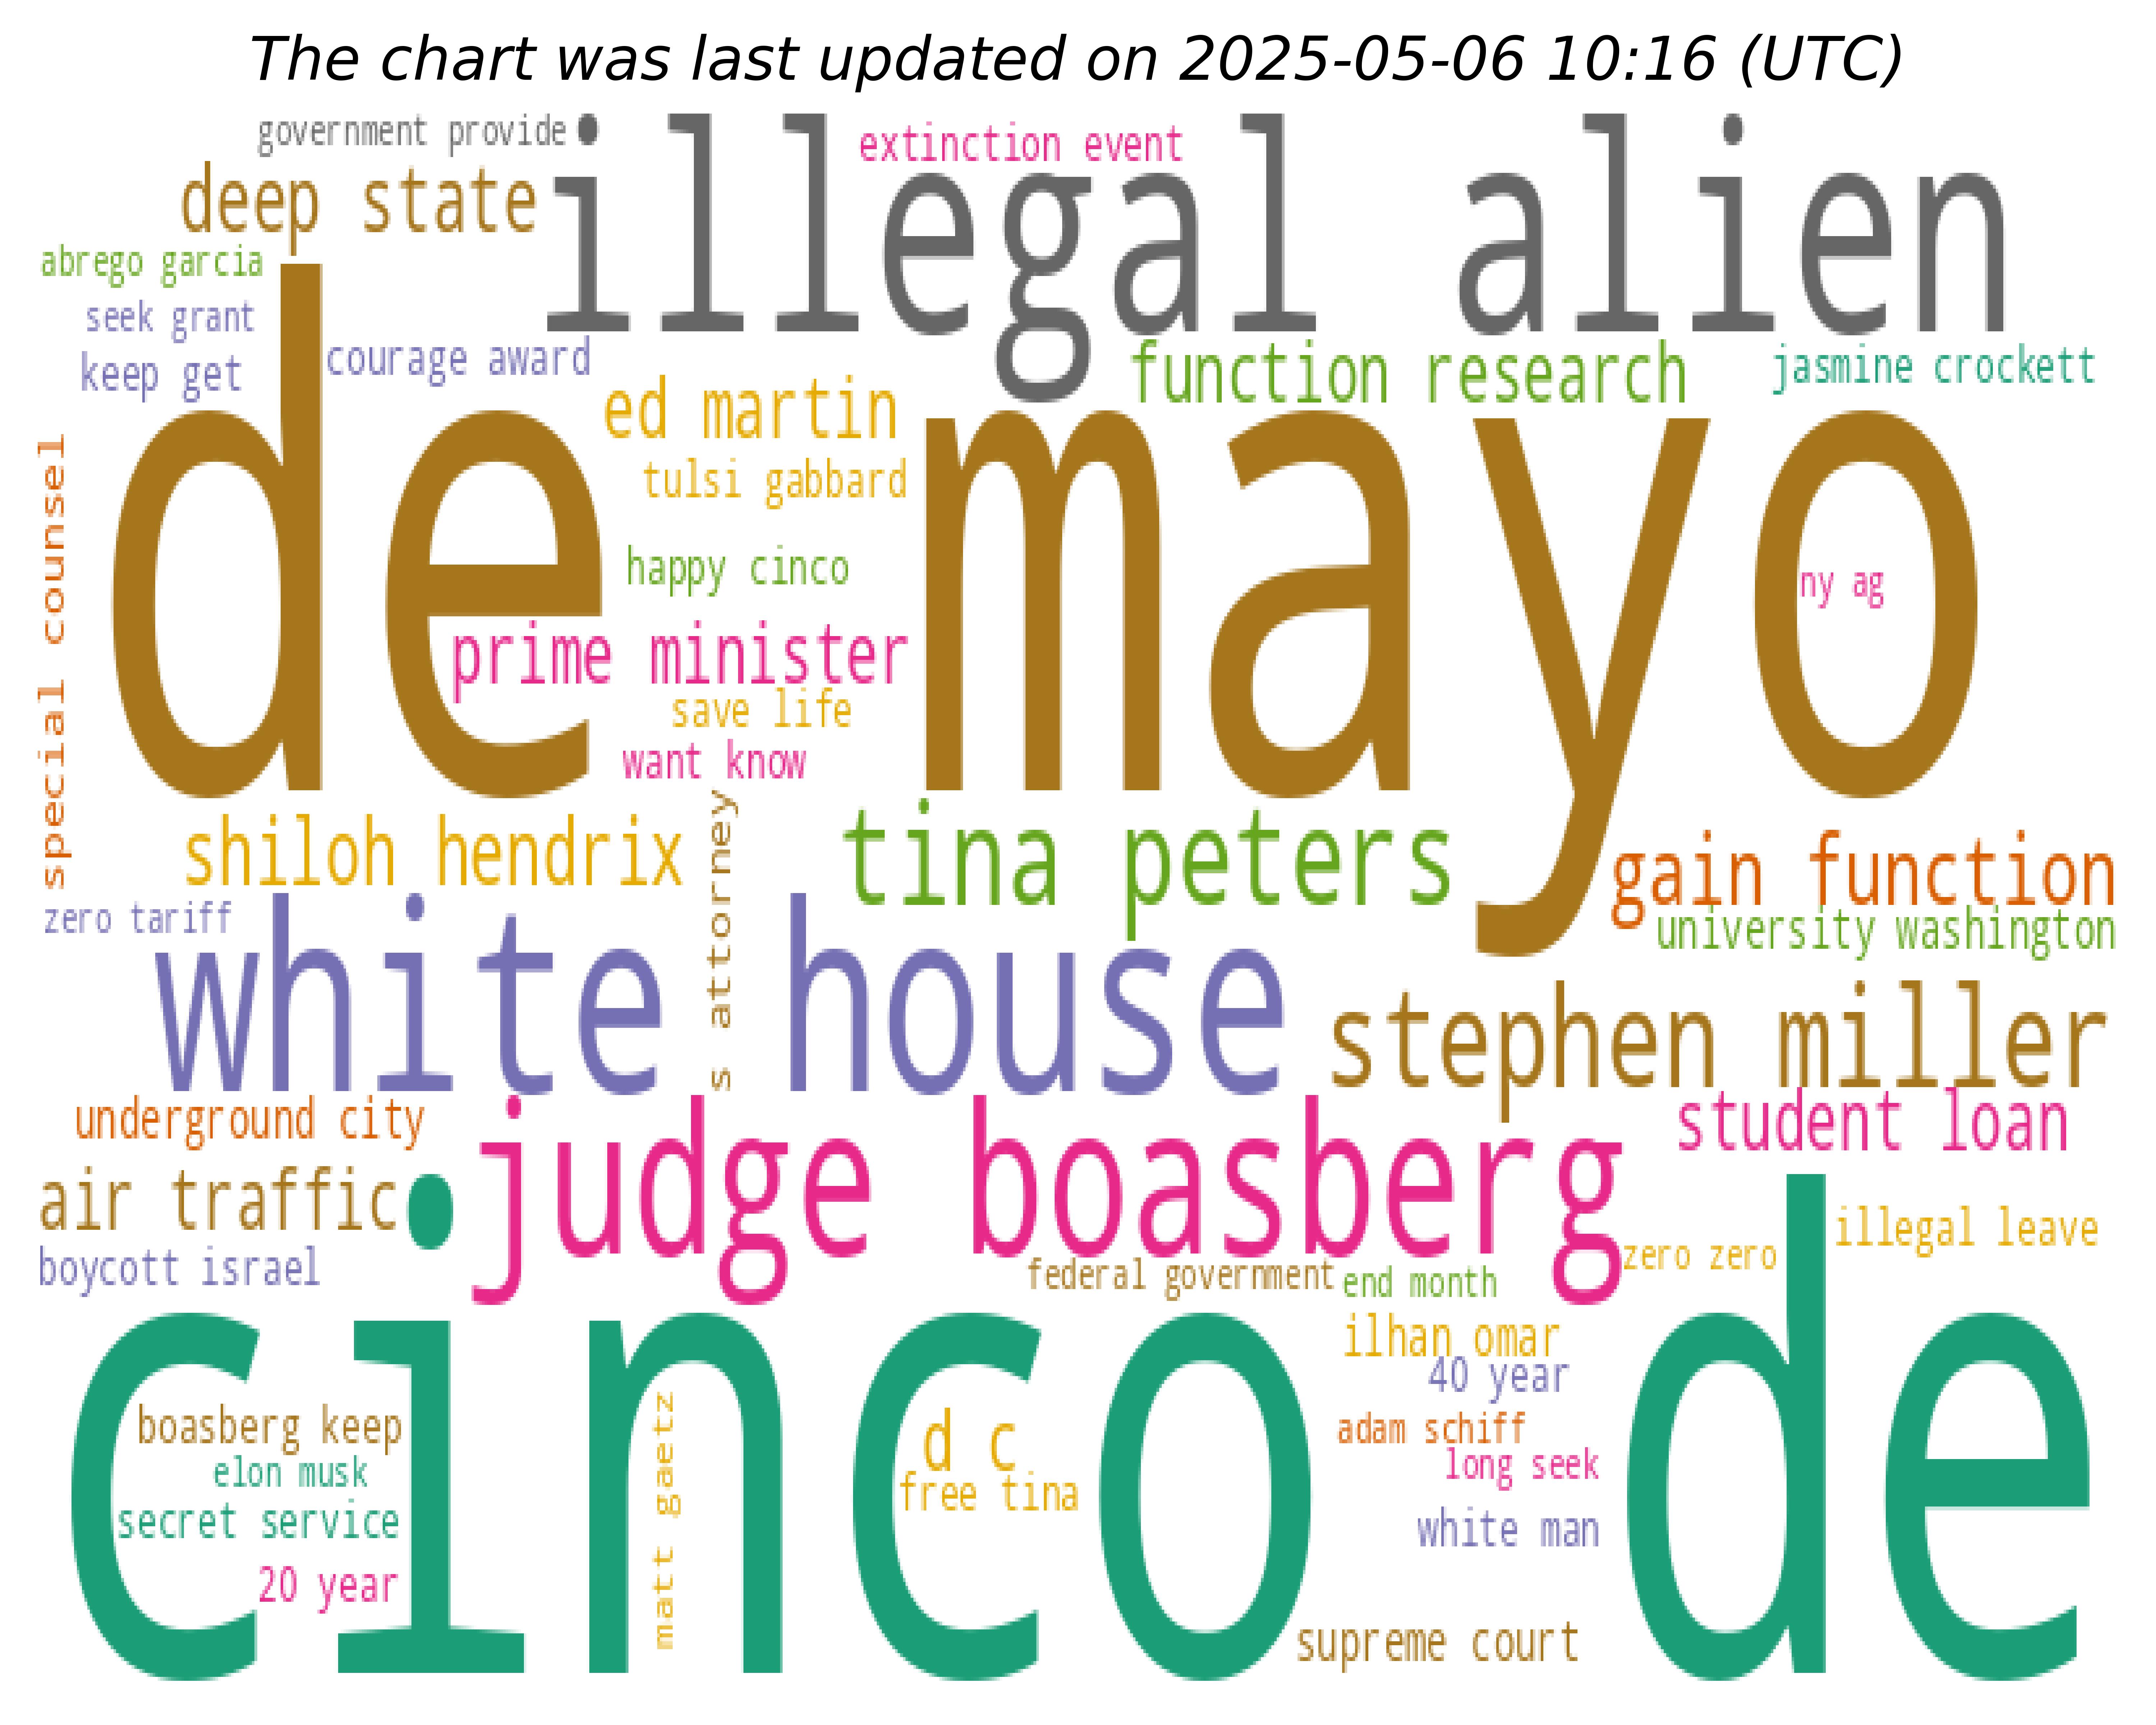 The chart was last updated on 2025-05-06 10:16 (UTC)
government provide
illegal alien
extinction event
deep state
abrego garcia
seek grant
keep get
courage award
function research
jasmine crockett
ed martin
de mayo
tulsi gabbard
special counsel
happy cinco
ny ag
prime minister
save life
want know
shiloh hendrix
s attorney
tina peters
gain function
zero tariff
university washington
white house
stephen miller
underground city
judge boasberg
student loan
air traffic
illegal leave
boycott israel
federal government
end month
zero zero
cinco de
ilhan omar
40 year
boasberg keep
matt gaetz
d c
adam schiff
elon musk
free tina
long seek
secret service
white man
20 year
supreme court